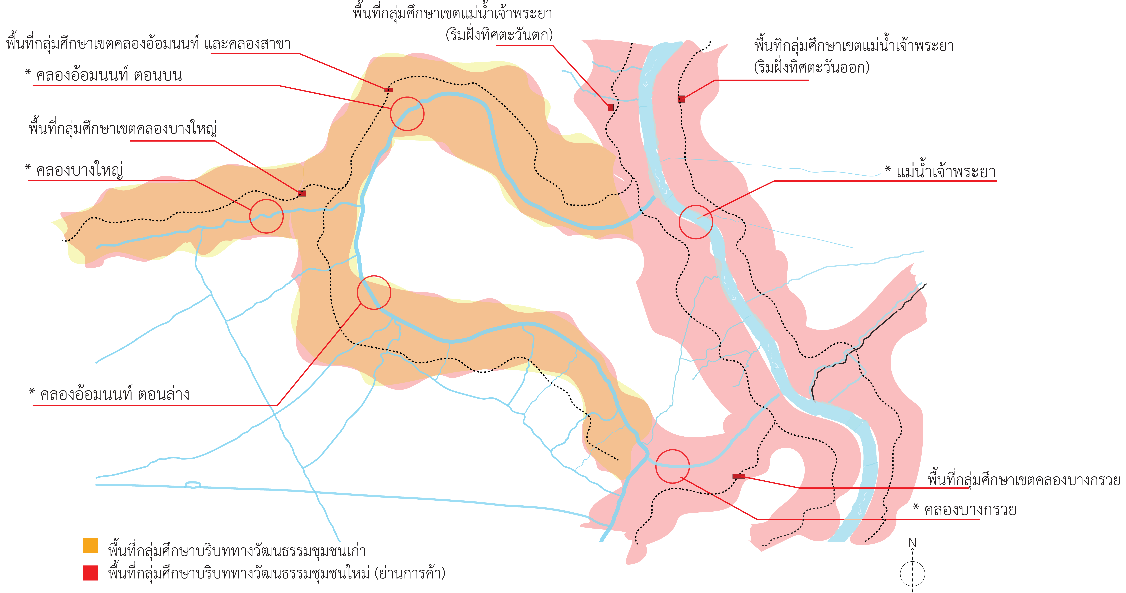 พื้นที่กลุ่มศึกษาเขตแม่น้ำเจ้าพระยา
(ริมฝั่งทิศตะวันตก)
พื้นที่กลุ่มศึกษาเขตคลองอ้อมนนท์ และคลองสาขา
พื้นที่กลุ่มศึกษาเขตแม่น้ำเจ้าพระยา
(ริมฝั่งทิศตะวันออก)
* คลองอ้อมนนท์ ตอนบน
พื้นที่กลุ่มศึกษาเขตคลองบางใหญ่
* คลองบางใหญ่
* แม่น้ำเจ้าพระยา
* คลองอ้อมนนท์ ตอนล่าง
พื้นที่กลุ่มศึกษาเขตคลองบางกรวย
* คลองบางกรวย
พื้นที่กลุ่มศึกษาบริบททางวัฒนธรรมชุมชนเก่า
พื้นที่กลุ่มศึกษาบริบททางวัฒนธรรมชุมชนใหม่ (ย่านการค้า)
N